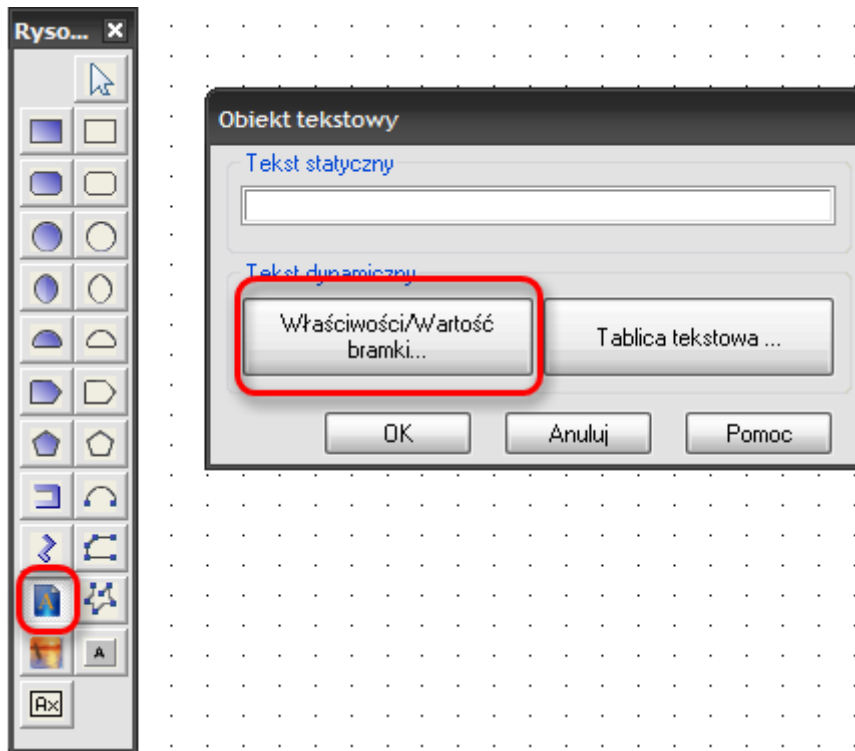 Ryso...
Obiekt tekstowy
Tekst statyczny
Tekst dynamiczny
Właściwości/Wartość
bramki...
Tablica tekstowa ...
OK
Anuluj
Pomoc
A
A
Ax